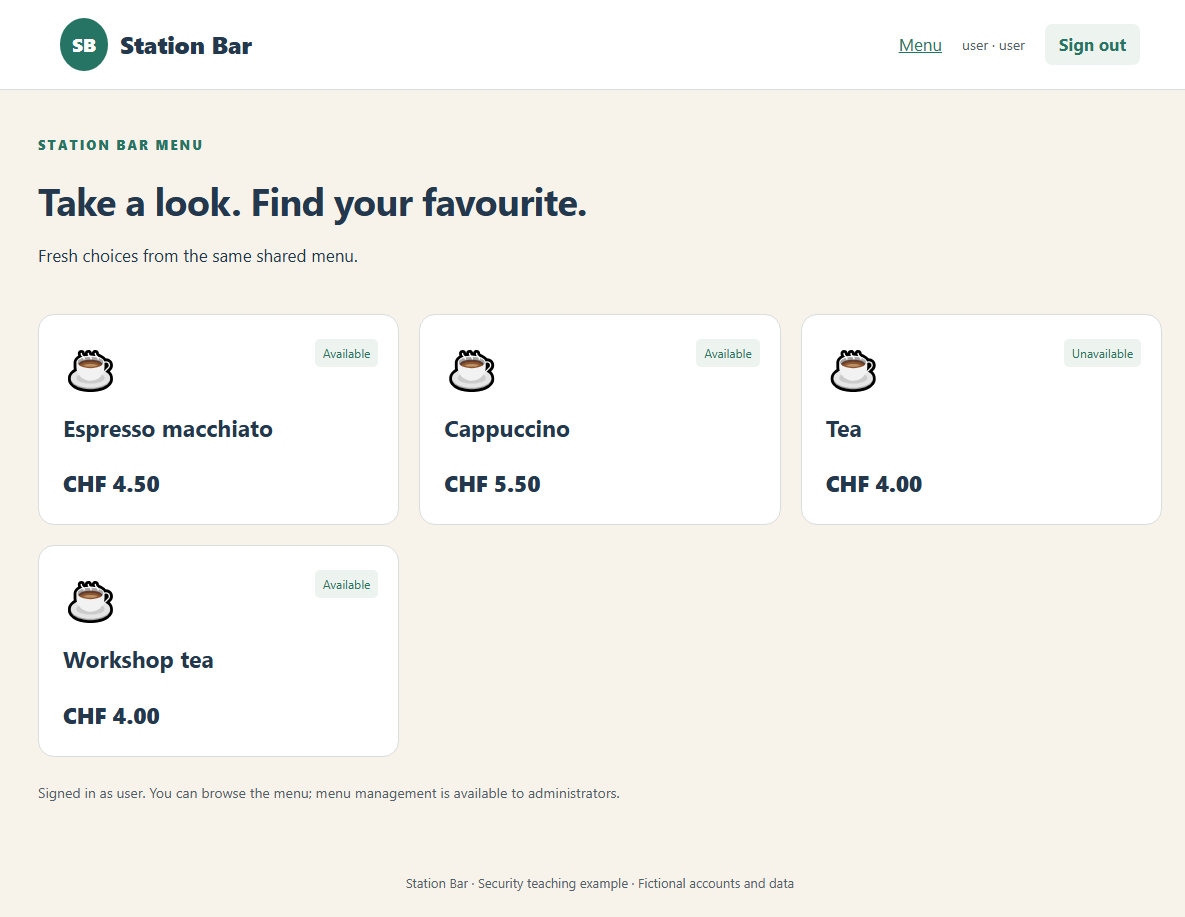 SB
Station Bar
Menu
user · user
Sign out
STATION BAR MENU
Take a look. Find your favourite.
Fresh choices from the same shared menu.
Available
Espresso macchiato
CHF 4.50
Available
Cappuccino
CHF 5.50
Unavailable
Tea
CHF 4.00
Available
Workshop tea
CHF 4.00
Signed in as user. You can browse the menu; menu management is available to administrators.
Station Bar · Security teaching example · Fictional accounts and data